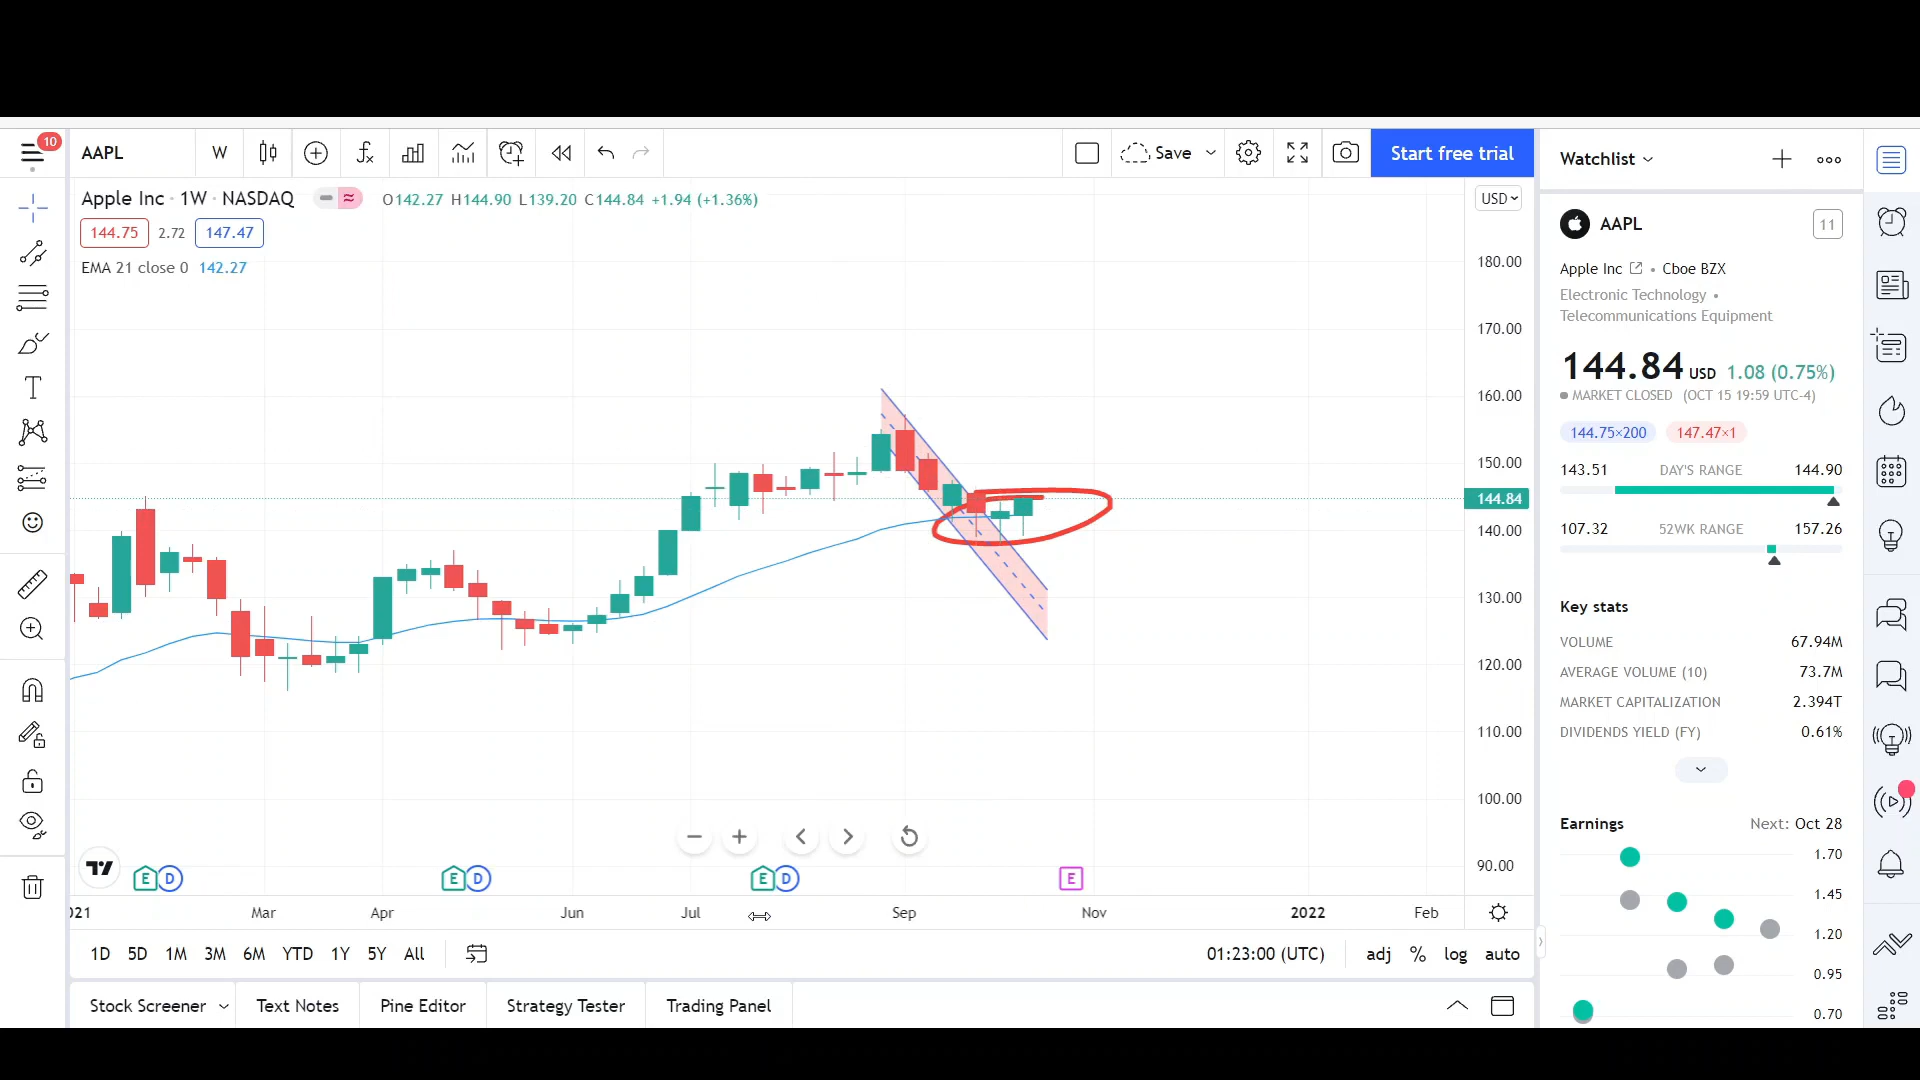 10
AAPL
W
Save
Start free trial
Watchlist
Apple Inc · 1W · NASDAQ
O142.27 H144.90 L139.20 C144.84 +1.94 (+1.36%)
USD
144.75 2.72 147.47
EMA 21 close 0 142.27
180.00
170.00
160.00
150.00
144.84
140.00
130.00
120.00
110.00
100.00
90.00
E D
E D
E D
E
021 Mar Apr Jun Jul Sep Nov 2022 Feb
1D 5D 1M 3M 6M YTD 1Y 5Y All
01:23:00 (UTC) adj % log auto
Stock Screener Text Notes Pine Editor Strategy Tester Trading Panel
AAPL
11
Apple Inc • Cboe BZX
Electronic Technology •
Telecommunications Equipment
144.84 USD 1.08 (0.75%)
MARKET CLOSED (OCT 15 19:59 UTC-4)
144.75×200 147.47×1
143.51 DAY'S RANGE 144.90
107.32 52WK RANGE 157.26
Key stats
VOLUME 67.94M
AVERAGE VOLUME (10) 73.7M
MARKET CAPITALIZATION 2.394T
DIVIDENDS YIELD (FY) 0.61%
Earnings Next: Oct 28
1.70
1.45
1.20
0.95
0.70